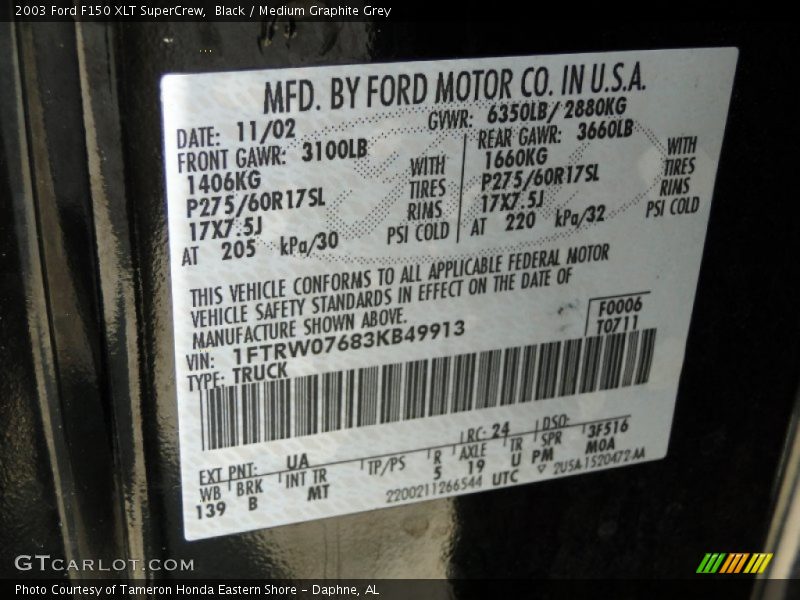 2003 Ford F150 XLT SuperCrew, Black / Medium Graphite Grey
MFD. BY FORD MOTOR CO. IN U.S.A.
DATE: 11/02 GVWR: 6350LB/ 2880KG
FRONT GAWR: 3100LB REAR GAWR: 3660LB
1406KG WITH 1660KG WITH
P275/60R17SL TIRES P275/60R17SL TIRES
17X7.5J RIMS 17X7.5J RIMS
AT 205 kPa/30 PSI COLD AT 220 kPa/32 PSI COLD
THIS VEHICLE CONFORMS TO ALL APPLICABLE FEDERAL MOTOR
VEHICLE SAFETY STANDARDS IN EFFECT ON THE DATE OF
MANUFACTURE SHOWN ABOVE.
F0006
VIN: 1FTRW07683KB49913 T0711
TYPE: TRUCK
EXT PNT: UA RC: 24 DSO: 3F516
WB BRK INT TR TP/PS R AXLE TR SPR M0A
139 B MT 5 19 U PM
2200211266544 UTC 2U5A-1520472-AA
GTCARLOT.COM
Photo Courtesy of Tameron Honda Eastern Shore – Daphne, AL